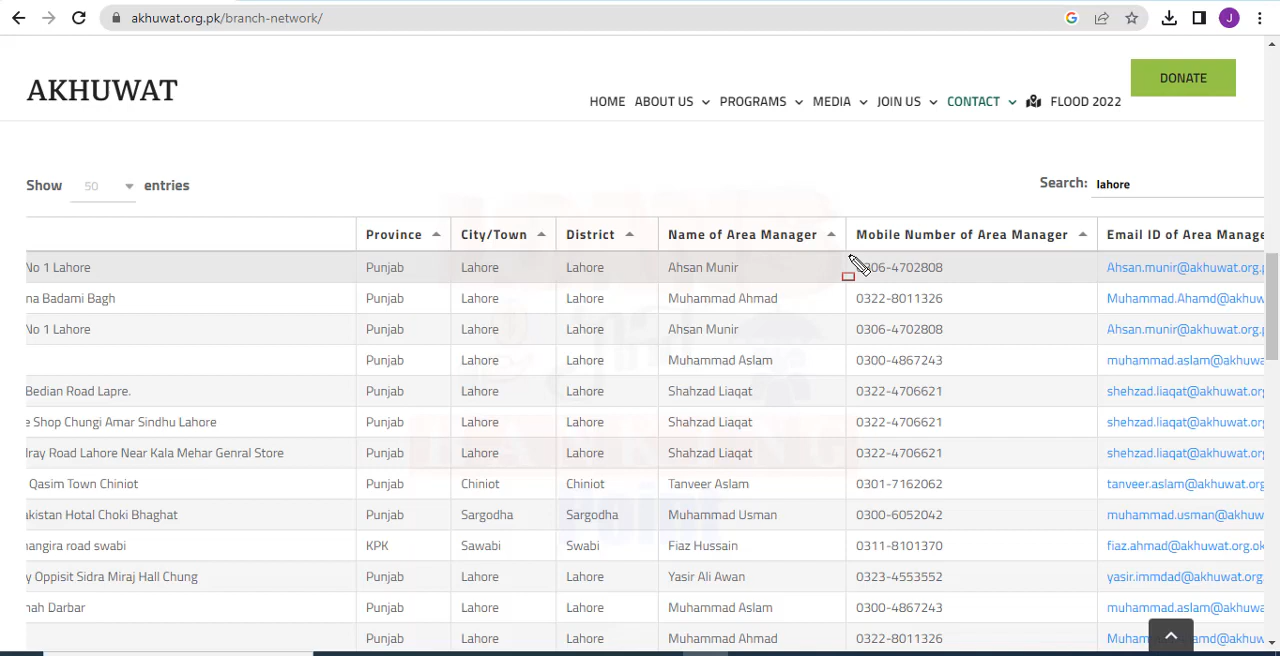 akhuwat.org.pk/branch-network/
J
AKHUWAT
HOME ABOUT US PROGRAMS MEDIA JOIN US CONTACT FLOOD 2022
DONATE
Show 50 entries
Search: lahore
Province City/Town District Name of Area Manager Mobile Number of Area Manager Email ID of Area Manage
No 1 Lahore Punjab Lahore Lahore Ahsan Munir 0306-4702808 Ahsan.munir@akhuwat.org.p
na Badami Bagh Punjab Lahore Lahore Muhammad Ahmad 0322-8011326 Muhammad.Ahamd@akhuw
No 1 Lahore Punjab Lahore Lahore Ahsan Munir 0306-4702808 Ahsan.munir@akhuwat.org.p
Punjab Lahore Lahore Muhammad Aslam 0300-4867243 muhammad.aslam@akhuwat
Bedian Road Lapre. Punjab Lahore Lahore Shahzad Liaqat 0322-4706621 shehzad.liaqat@akhuwat.org
e Shop Chungi Amar Sindhu Lahore Punjab Lahore Lahore Shahzad Liaqat 0322-4706621 shehzad.liaqat@akhuwat.org
lray Road Lahore Near Kala Mehar Genral Store Punjab Lahore Lahore Shahzad Liaqat 0322-4706621 shehzad.liaqat@akhuwat.org
Qasim Town Chiniot Punjab Chiniot Chiniot Tanveer Aslam 0301-7162062 tanveer.aslam@akhuwat.org
akistan Hotal Choki Bhaghat Punjab Sargodha Sargodha Muhammad Usman 0300-6052042 muhammad.usman@akhuw
hangira road swabi KPK Sawabi Swabi Fiaz Hussain 0311-8101370 fiaz.ahmad@akhuwat.org.ok
y Oppisit Sidra Miraj Hall Chung Punjab Lahore Lahore Yasir Ali Awan 0323-4553552 yasir.immdad@akhuwat.org
nah Darbar Punjab Lahore Lahore Muhammad Aslam 0300-4867243 muhammad.aslam@akhuwat
Punjab Lahore Lahore Muhammad Ahmad 0322-8011326